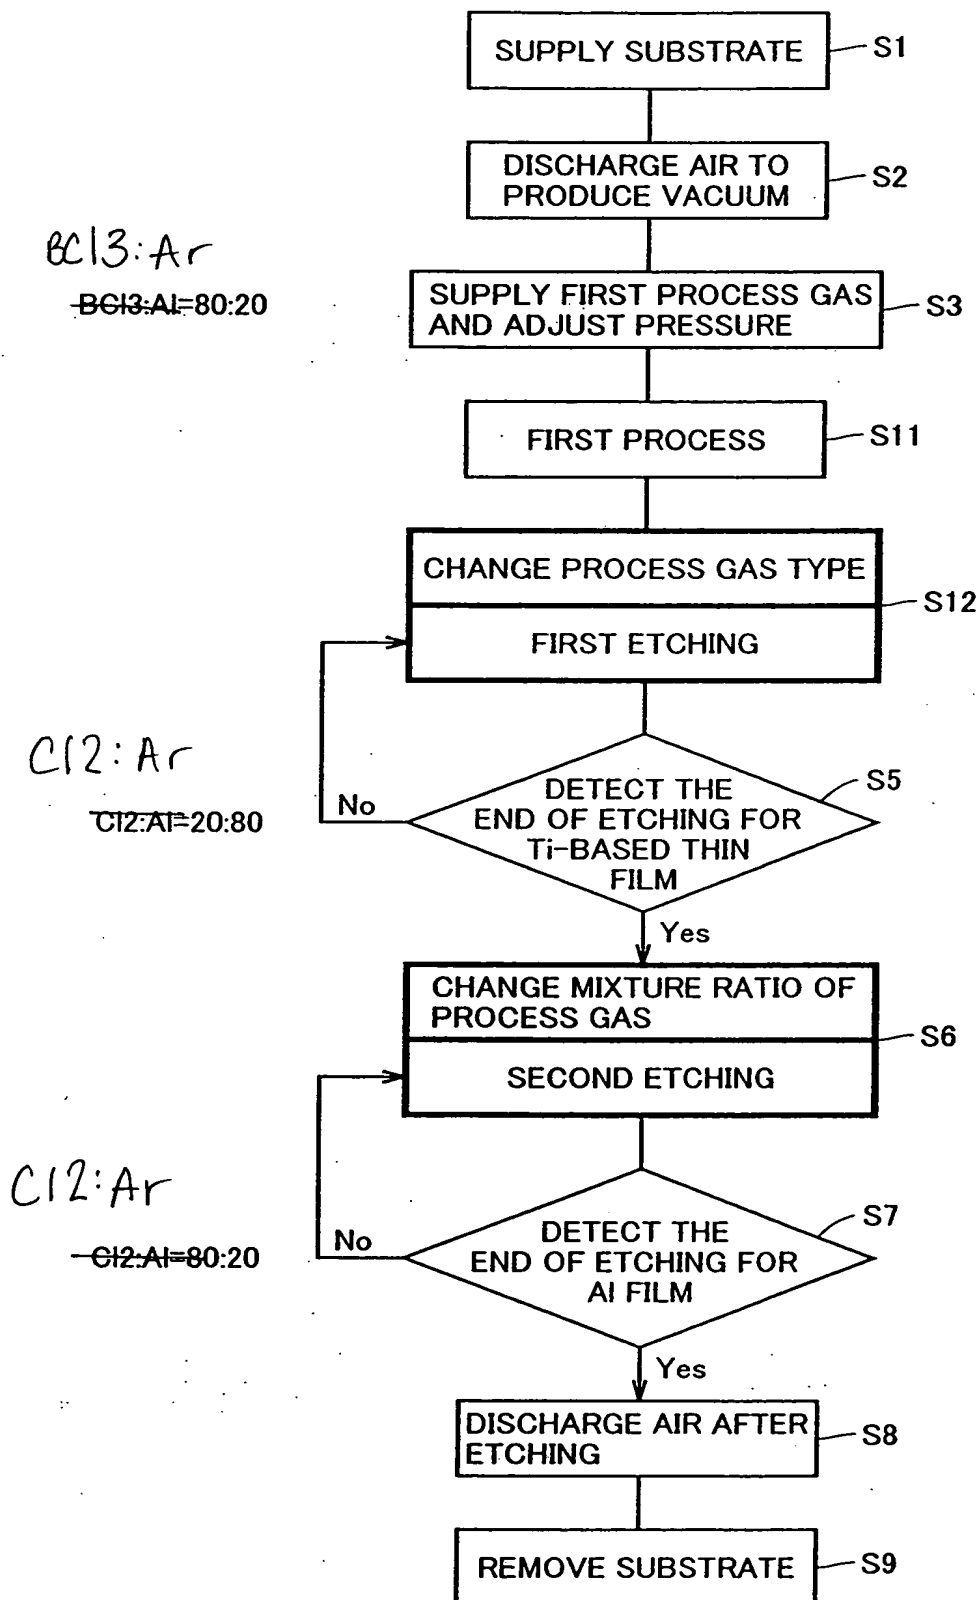 SUPPLY SUBSTRATE
S1
DISCHARGE AIR TO
PRODUCE VACUUM
S2
BCl3:Ar
BCl3:Al=80:20
SUPPLY FIRST PROCESS GAS
AND ADJUST PRESSURE
S3
FIRST PROCESS
S11
CHANGE PROCESS GAS TYPE
S12
FIRST ETCHING
Cl2:Ar
Cl2:Al=20:80
No
DETECT THE
END OF ETCHING FOR
Ti-BASED THIN
FILM
S5
Yes
CHANGE MIXTURE RATIO OF
PROCESS GAS
S6
SECOND ETCHING
Cl2:Ar
Cl2:Al=80:20
No
DETECT THE
END OF ETCHING FOR
Al FILM
S7
Yes
DISCHARGE AIR AFTER
ETCHING
S8
REMOVE SUBSTRATE
S9